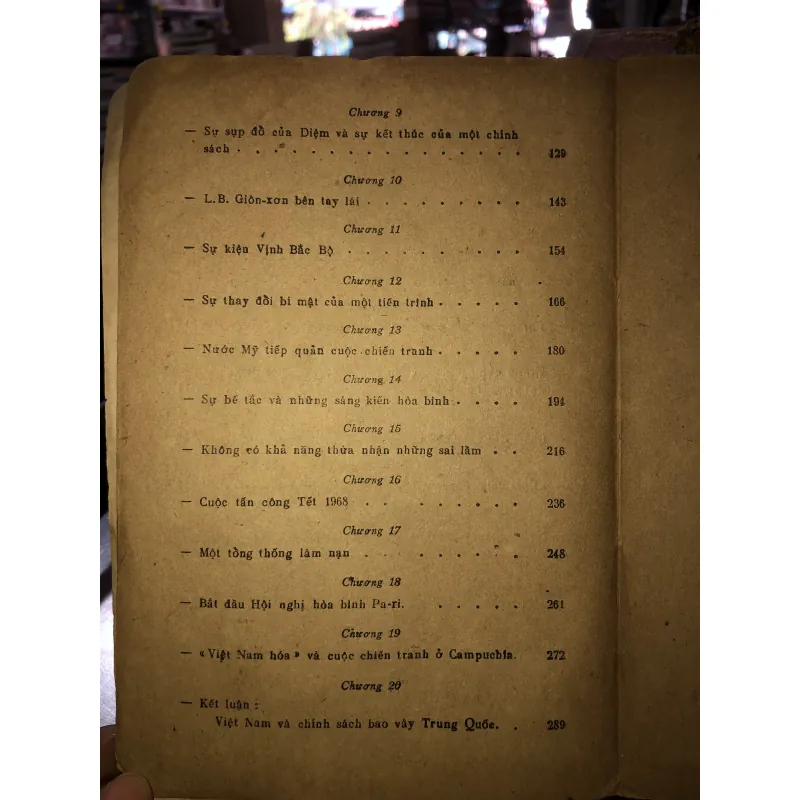 Chương 9
— Sự sụp đổ của Diệm và sự kết thúc của một chính
sách . . . . . . . . . . . . . . . . 129
Chương 10
— L.B. Giôn-xơn bên tay lái . . . . . . . . . 143
Chương 11
— Sự kiện Vịnh Bắc Bộ . . . . . . . . . . 154
Chương 12
— Sự thay đổi bí mật của một tiến trình . . . . . 166
Chương 13
— Nước Mỹ tiếp quản cuộc chiến tranh . . . . . 180
Chương 14
— Sự bế tắc và những sáng kiến hòa bình . . . . 194
Chương 15
— Không có khả năng thừa nhận những sai lầm . . 216
Chương 16
— Cuộc tấn công Tết 1968 . . . . . . . . 236
Chương 17
— Một tổng thống lâm nạn . . . . . . . . 248
Chương 18
— Bắt đầu Hội nghị hòa bình Pa-ri. . . . . . 261
Chương 19
— «Việt Nam hóa» và cuộc chiến tranh ở Campuchia. 272
Chương 20
— Kết luận :
Việt Nam và chính sách bao vây Trung Quốc. . 289